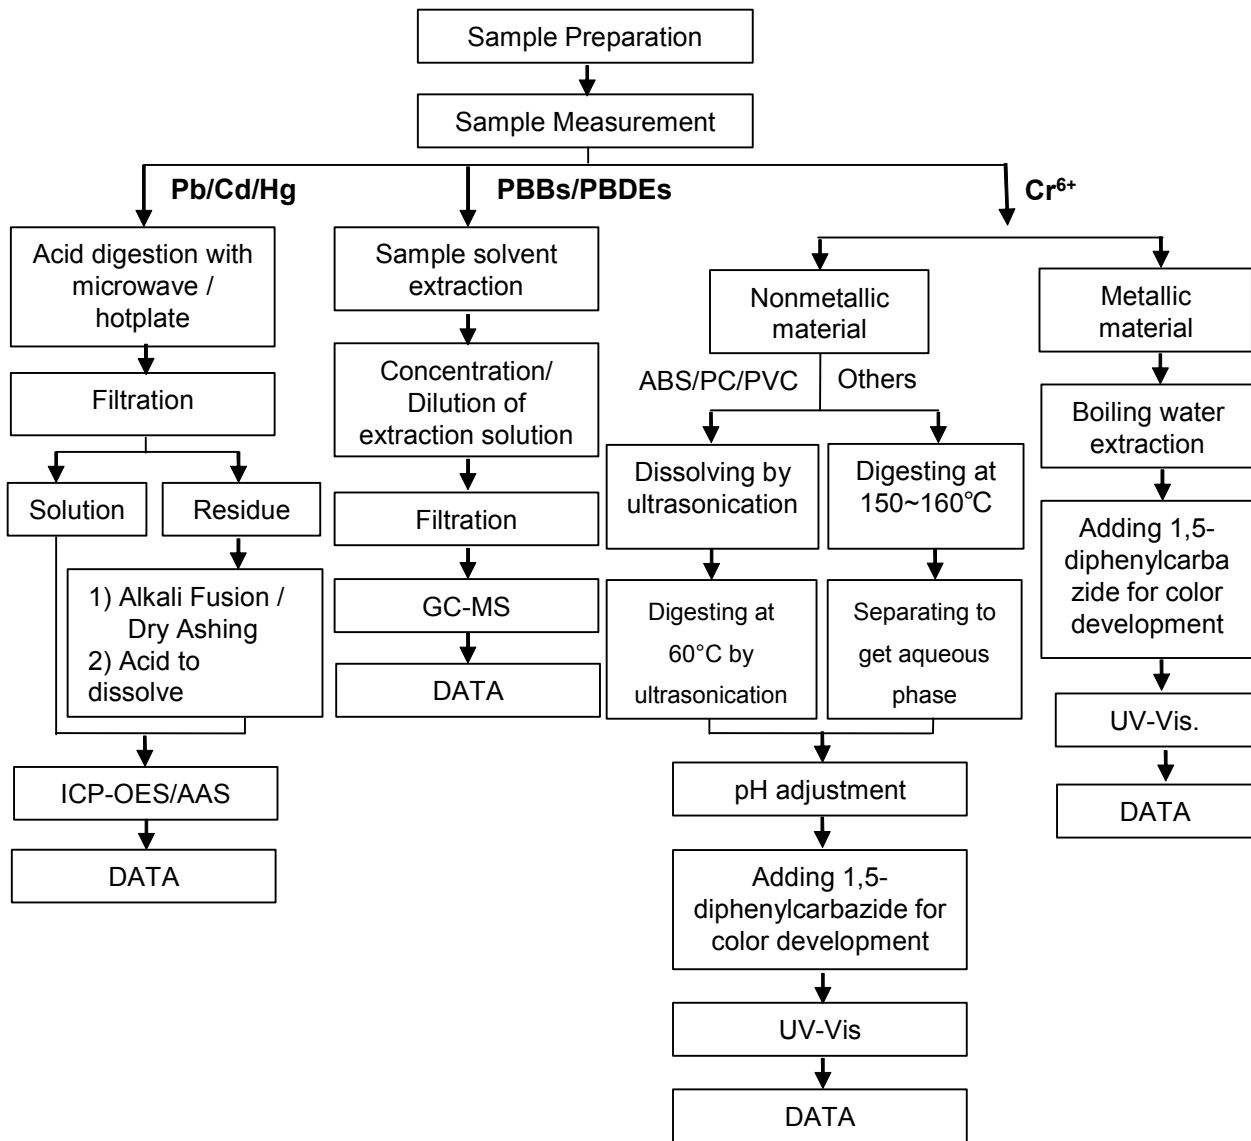 Sample Preparation
Sample Measurement
Pb/Cd/Hg
PBBs/PBDEs
Cr⁶⁺
Acid digestion with
microwave /
hotplate
Filtration
Solution
Residue
1) Alkali Fusion /
Dry Ashing
2) Acid to
dissolve
ICP-OES/AAS
DATA
Sample solvent
extraction
Concentration/
Dilution of
extraction solution
Filtration
GC-MS
DATA
Nonmetallic
material
ABS/PC/PVC
Others
Dissolving by
ultrasonication
Digesting at
60°C by
ultrasonication
Digesting at
150~160℃
Separating to
get aqueous
phase
pH adjustment
Adding 1,5-
diphenylcarbazide for
color development
UV-Vis
DATA
Metallic
material
Boiling water
extraction
Adding 1,5-
diphenylcarba
zide for color
development
UV-Vis.
DATA